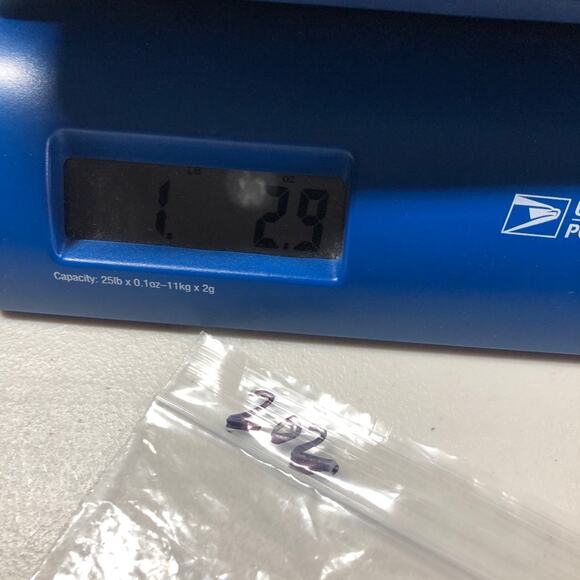 LB OZ
1. 2.9
Capacity: 25lb x 0.1oz–11kg x 2g
2oz